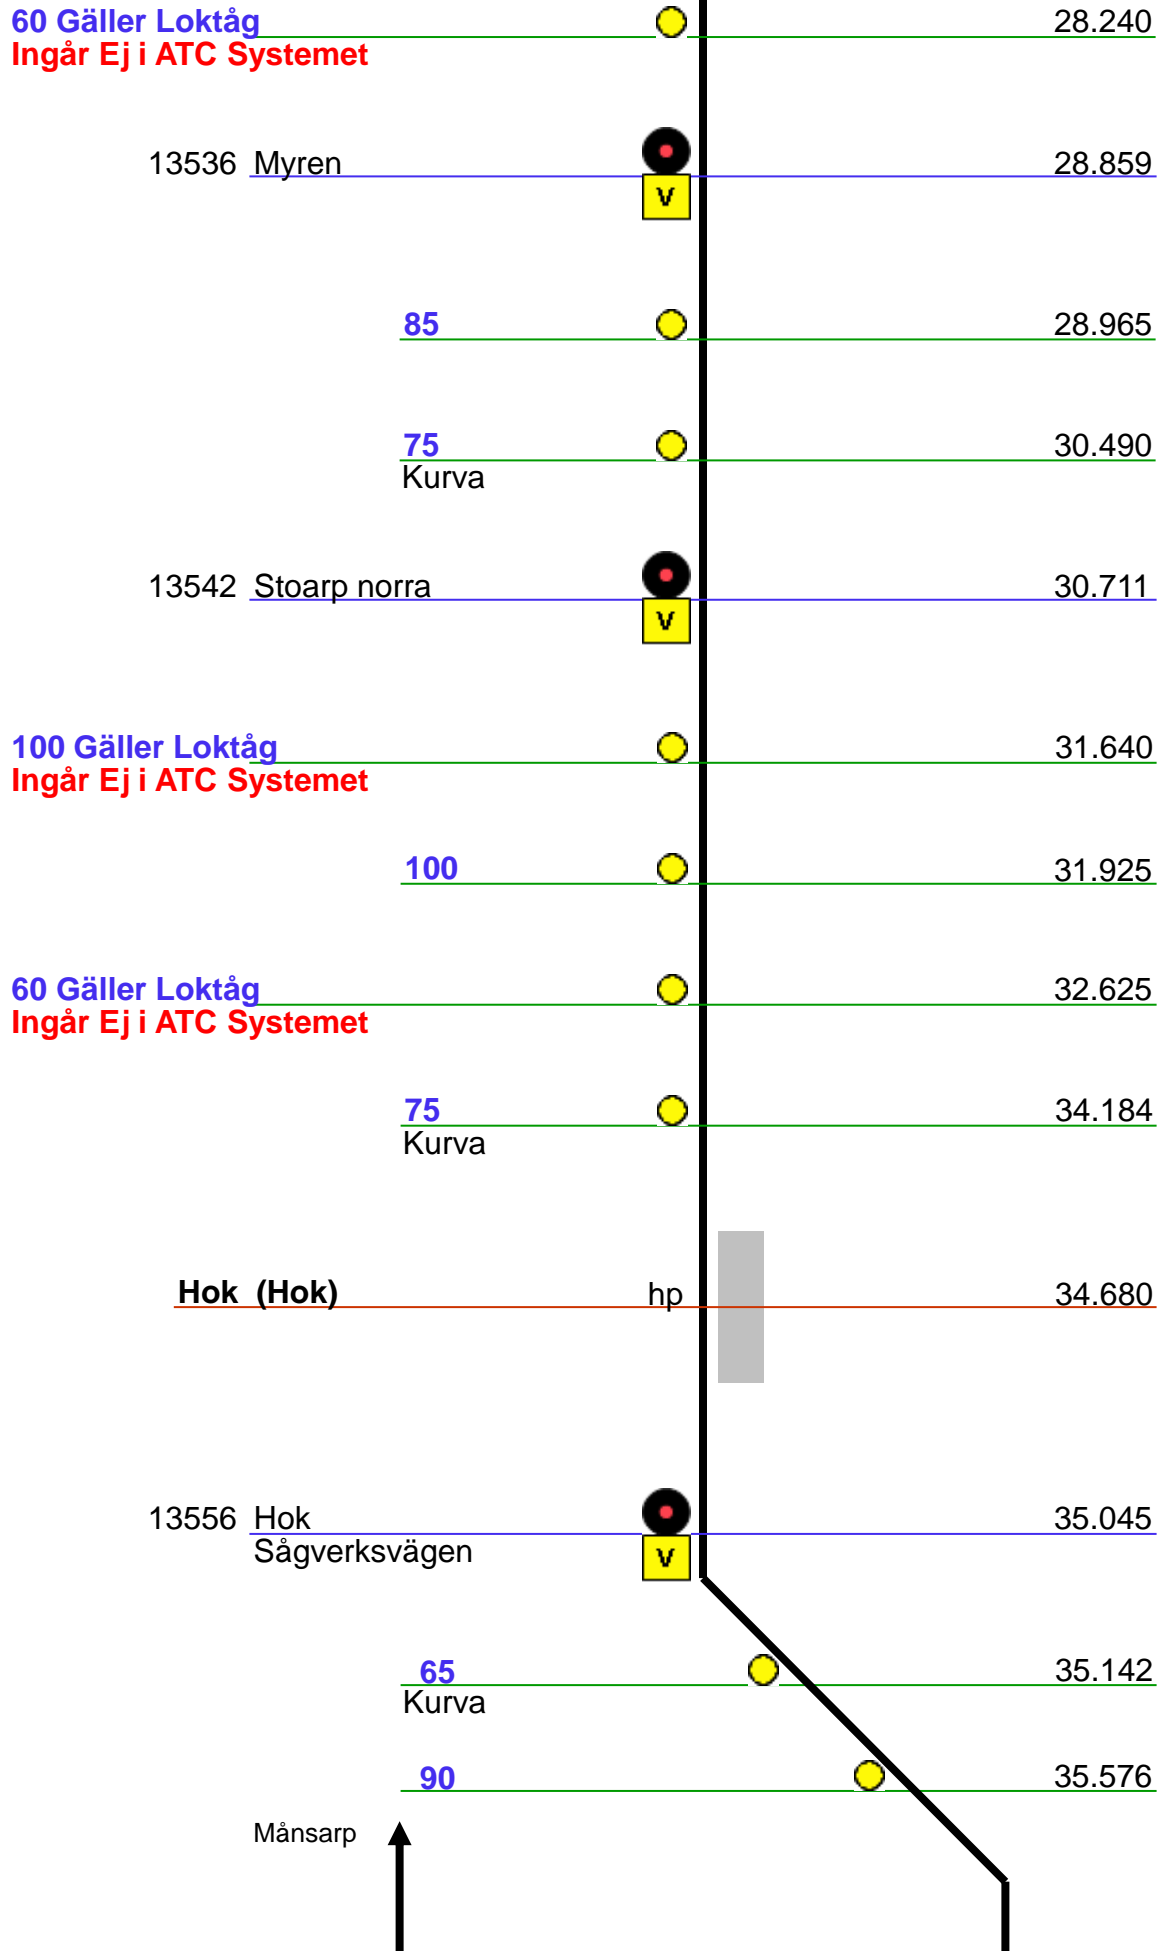 60 Gäller Loktåg 28.240
Ingår Ej i ATC Systemet
13536 Myren 28.859
V
85 28.965
75 30.490
Kurva
13542 Stoarp norra 30.711
V
100 Gäller Loktåg 31.640
Ingår Ej i ATC Systemet
100 31.925
60 Gäller Loktåg 32.625
Ingår Ej i ATC Systemet
75 34.184
Kurva
Hok (Hok) hp 34.680
13556 Hok 35.045
Sågverksvägen
V
65 35.142
Kurva
90 35.576
Månsarp